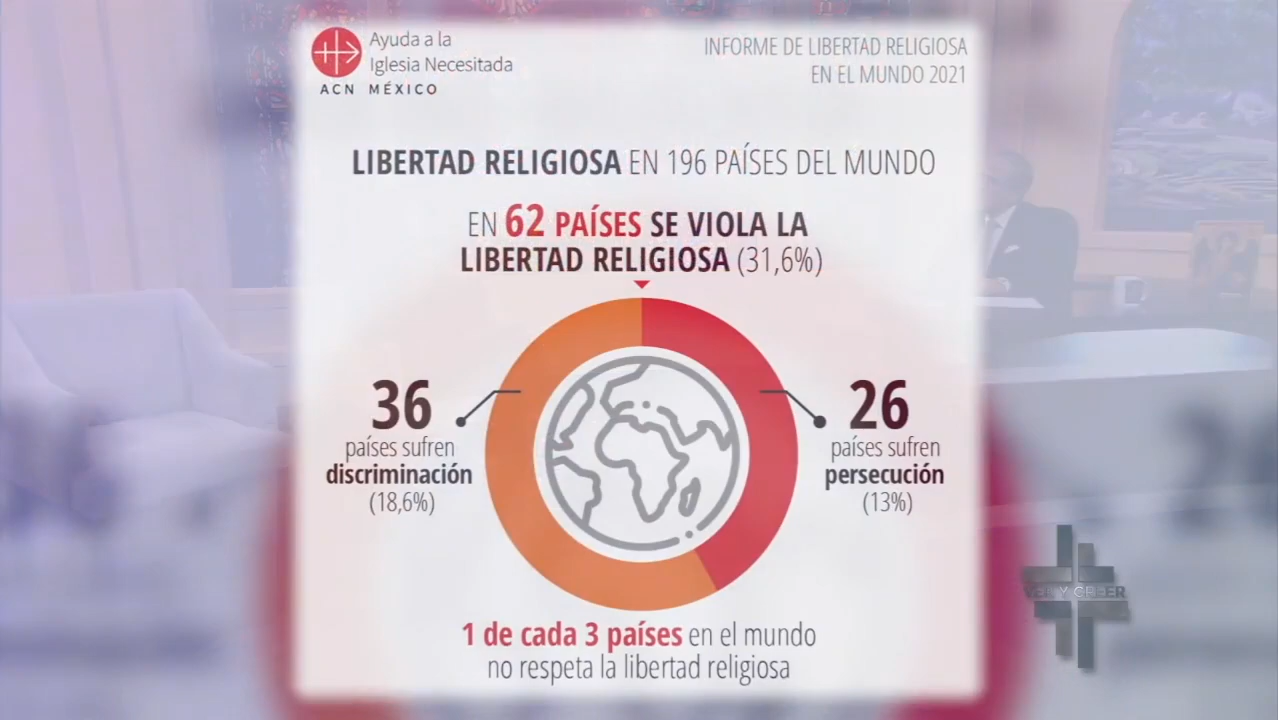 Ayuda a la
Iglesia Necesitada
ACN MÉXICO
INFORME DE LIBERTAD RELIGIOSA
EN EL MUNDO 2021
LIBERTAD RELIGIOSA EN 196 PAÍSES DEL MUNDO
EN 62 PAÍSES SE VIOLA LA
LIBERTAD RELIGIOSA (31,6%)
36
países sufren
discriminación
(18,6%)
26
países sufren
persecución
(13%)
1 de cada 3 países en el mundo
no respeta la libertad religiosa
VER Y CREER